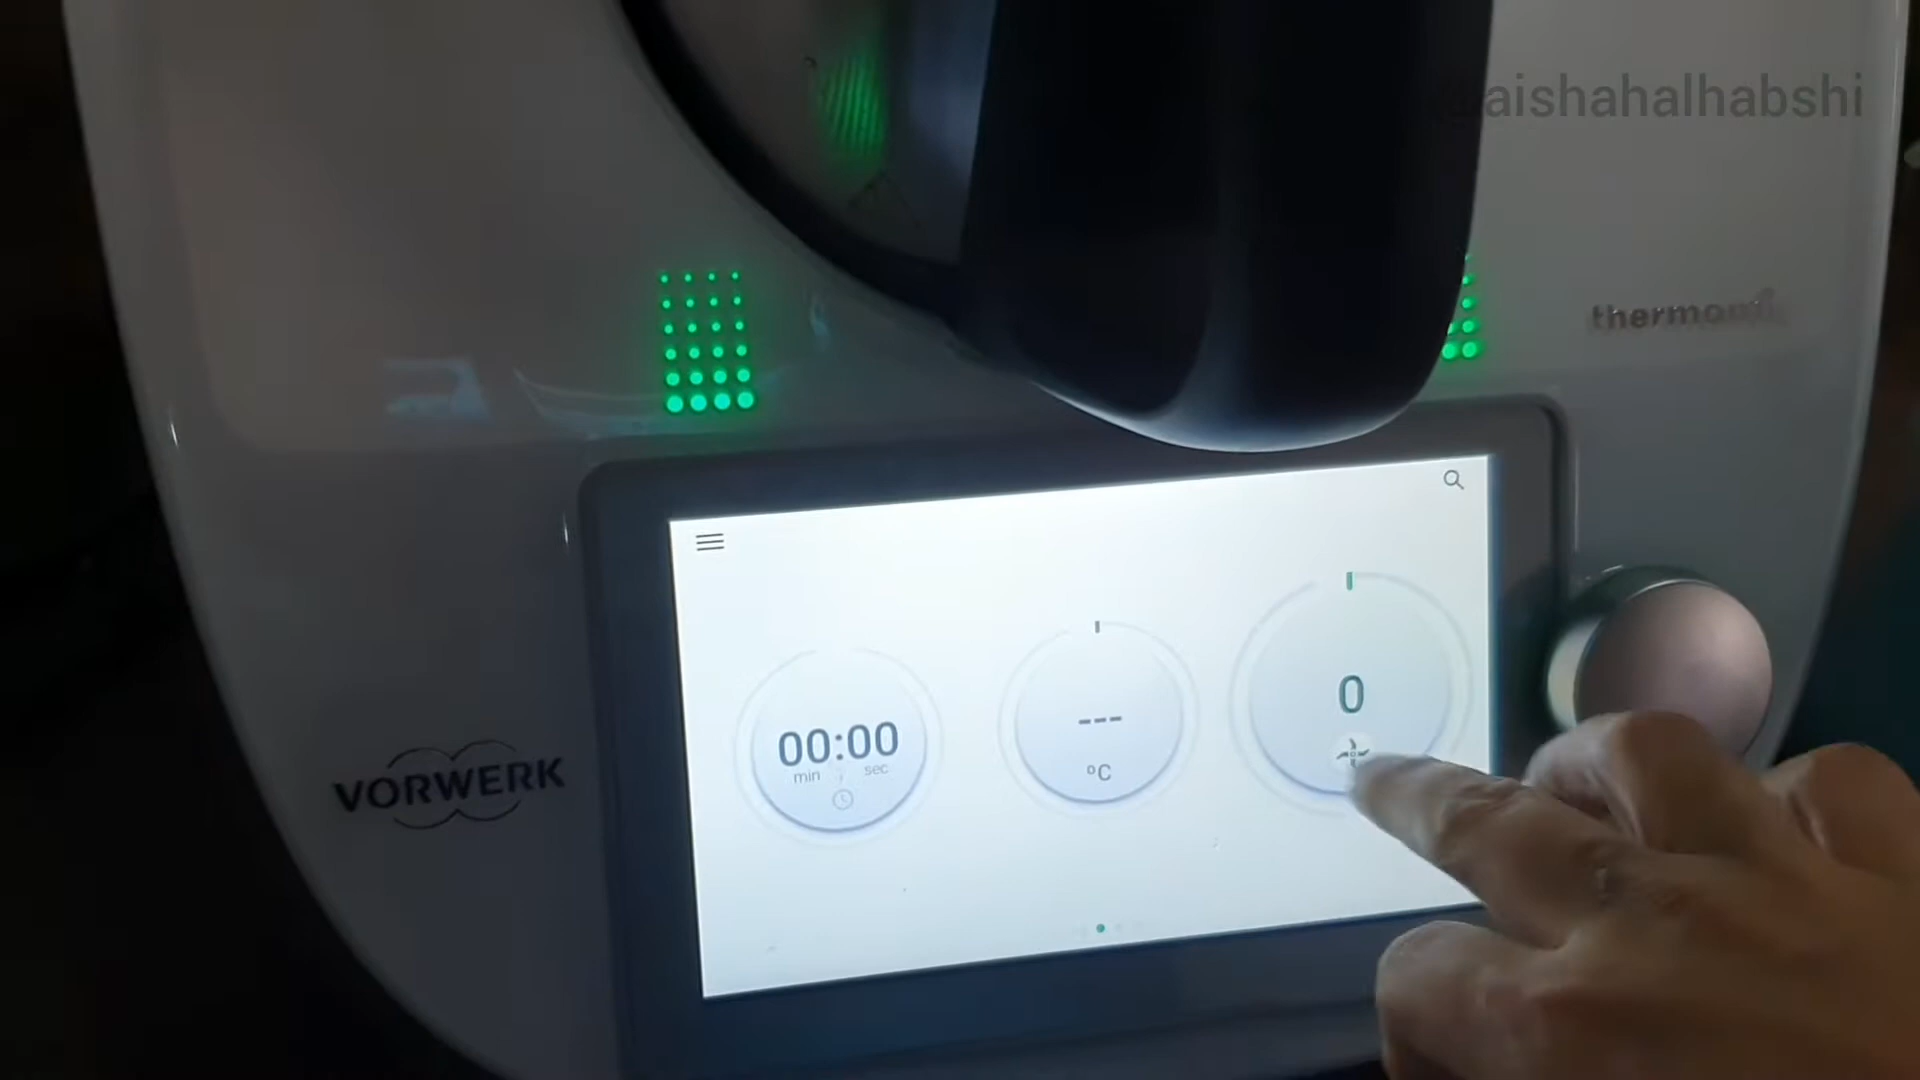 aishahalhabshi
thermomix
VORWERK
00:00
min sec
---
°C
0